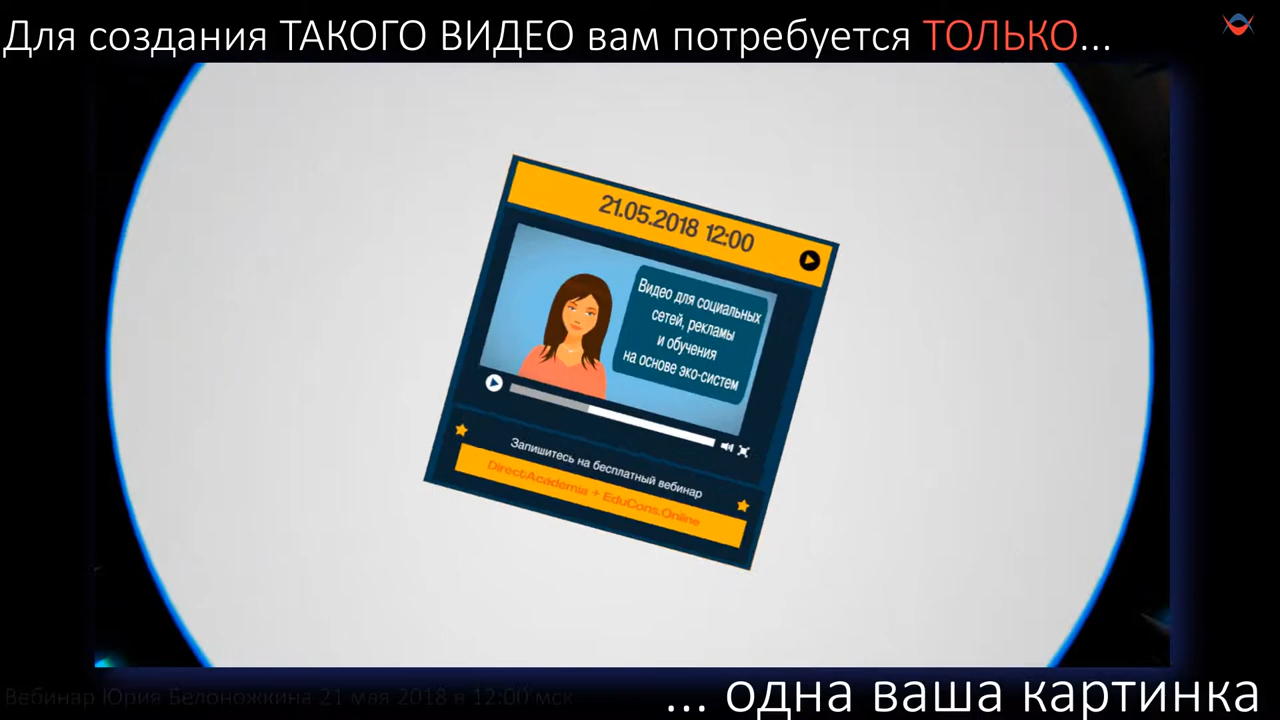 Для создания ТАКОГО ВИДЕО вам потребуется ТОЛЬКО...
21.05.2018 12:00
Видео для социальных
сетей, рекламы
и обучения
на основе эко-систем
Запишитесь на бесплатный вебинар
DirectAcademia + EduCons.Online
Вебинар Юрия Белоножкина 21 мая 2018 в 12:00 мск
... одна ваша картинка